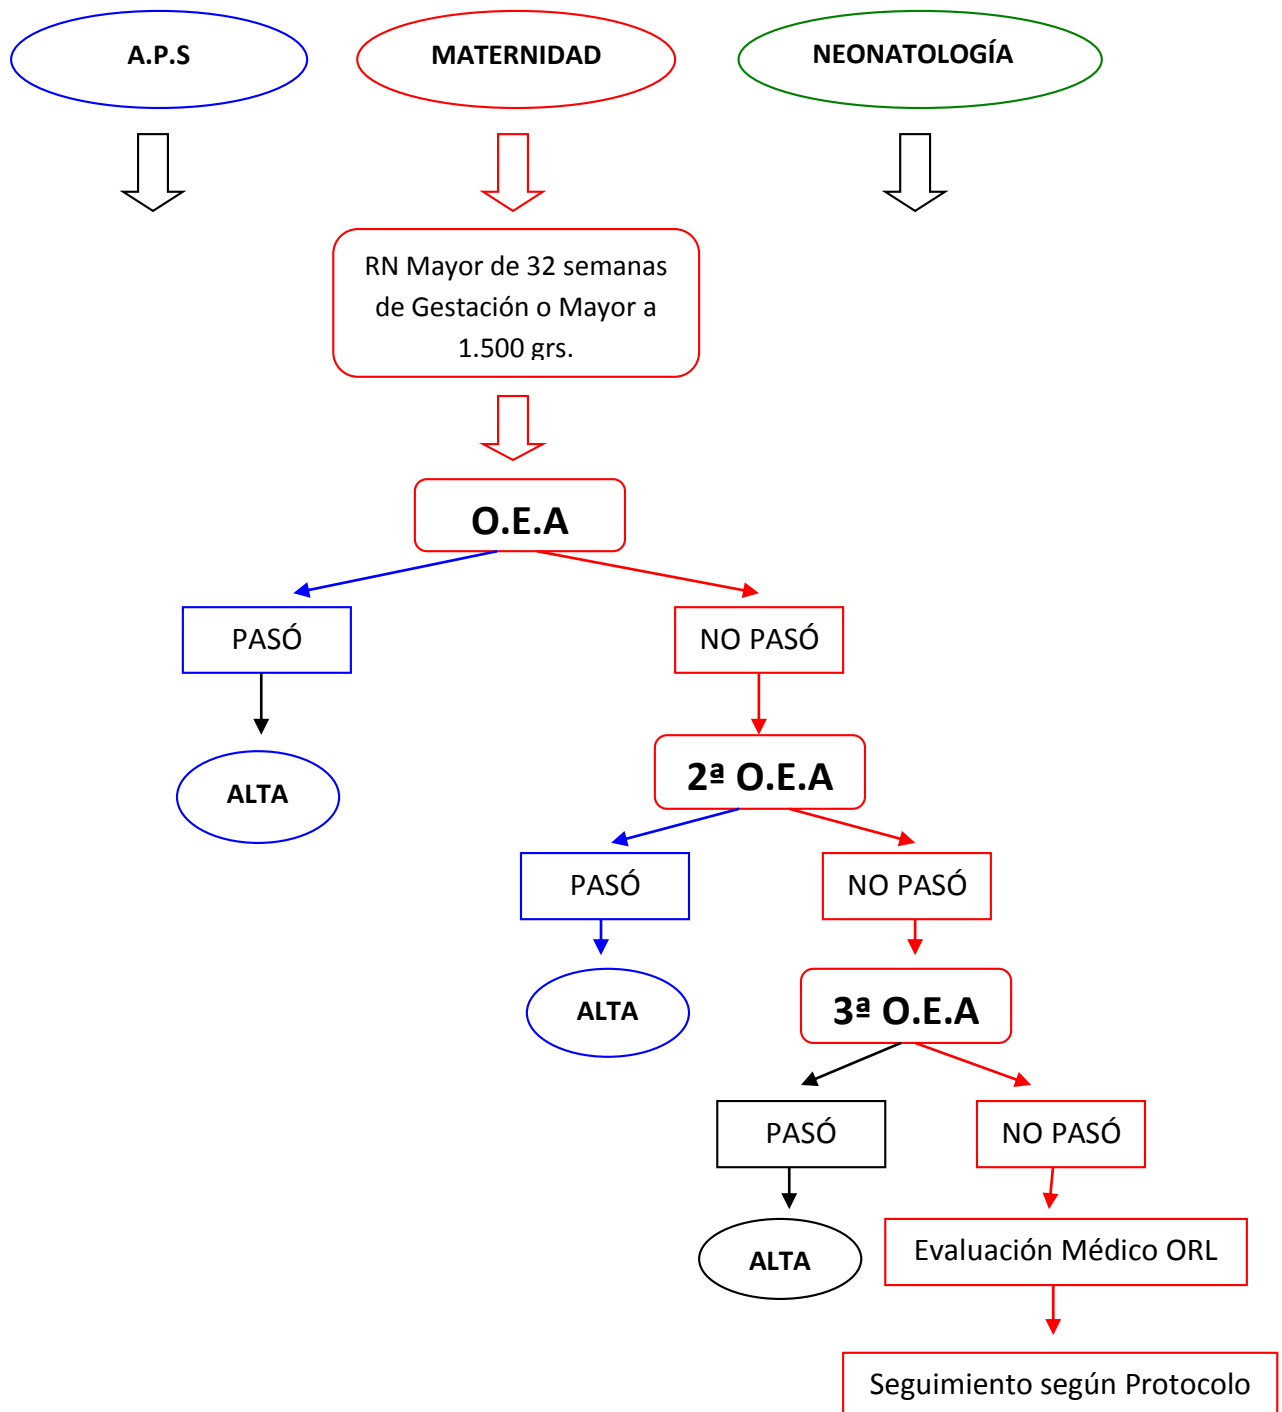 A.P.S
MATERNIDAD
NEONATOLOGÍA
RN Mayor de 32 semanas
de Gestación o Mayor a
1.500 grs.
O.E.A
PASÓ
NO PASÓ
ALTA
2ª O.E.A
PASÓ
NO PASÓ
ALTA
3ª O.E.A
PASÓ
NO PASÓ
ALTA
Evaluación Médico ORL
Seguimiento según Protocolo